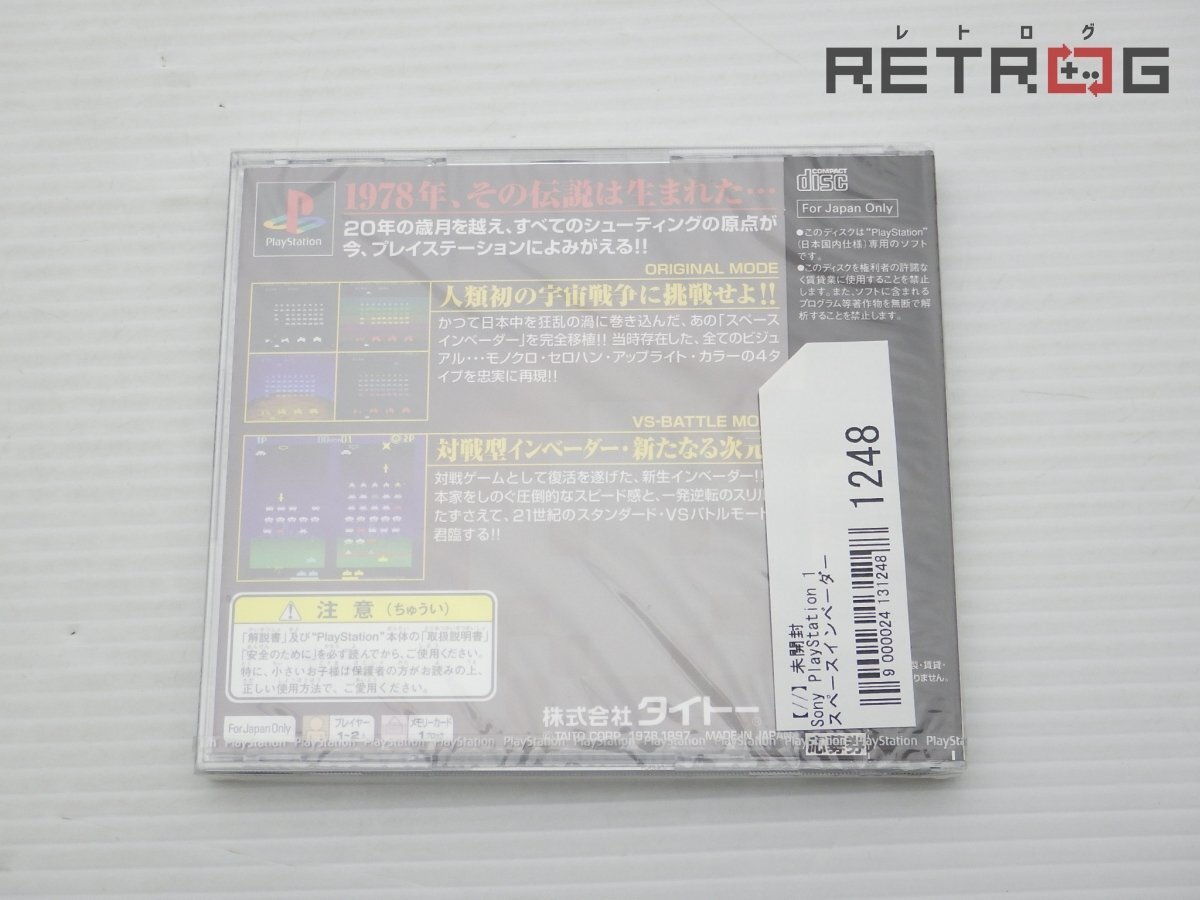 レトログ
RETROG
PlayStation
1978年、その伝説は生まれた…
20年の歳月を越え、すべてのシューティングの原点が
今、プレイステーションによみがえる!!
ORIGINAL MODE
人類初の宇宙戦争に挑戦せよ!!
かつて日本中を狂乱の渦に巻き込んだ、あの「スペース
インベーダー」を完全移植!! 当時存在した、全てのビジュ
アル…モノクロ・セロハン・アップライト・カラーの4タ
イプを忠実に再現!!
VS-BATTLE MO
対戦型インベーダー・新たなる次元
対戦ゲームとして復活を遂げた、新生インベーダー!!
本家をしのぐ圧倒的なスピード感と、一発逆転のスリル
たずさえて、21世紀のスタンダード・VSバトルモード
君臨する!!
1P
2P
注意(ちゅうい)
「解説書」及び"PlayStation"本体の「取扱説明書」
「安全のために」を必ず読んでから、ご使用ください。
特に、小さいお子様は保護者の方がお読みの上、
正しい使用方法で、ご愛用ください。
For Japan Only
プレイヤー
1~2人
メモリーカード
株式会社 タイトー
TAITO CORP. 1978,1997 MADE IN JAPAN
PlayStation PlayStation PlayStation PlayStation PlayStation PlayStation PlayStation PlaySta
COMPACT
disc
For Japan Only
●このディスクは"PlayStation"
(日本国内仕様)専用のソフト
です。
●このディスクを権利者の許諾な
く賃貸業に使用することを禁止
します。また、ソフトに含まれる
プログラム等著作物を無断で解
析することを禁止します。
製・賃貸・
りません。
【//】未開封
Sony PlayStation 1
スペースインベーダー
9 000024 131248
1248